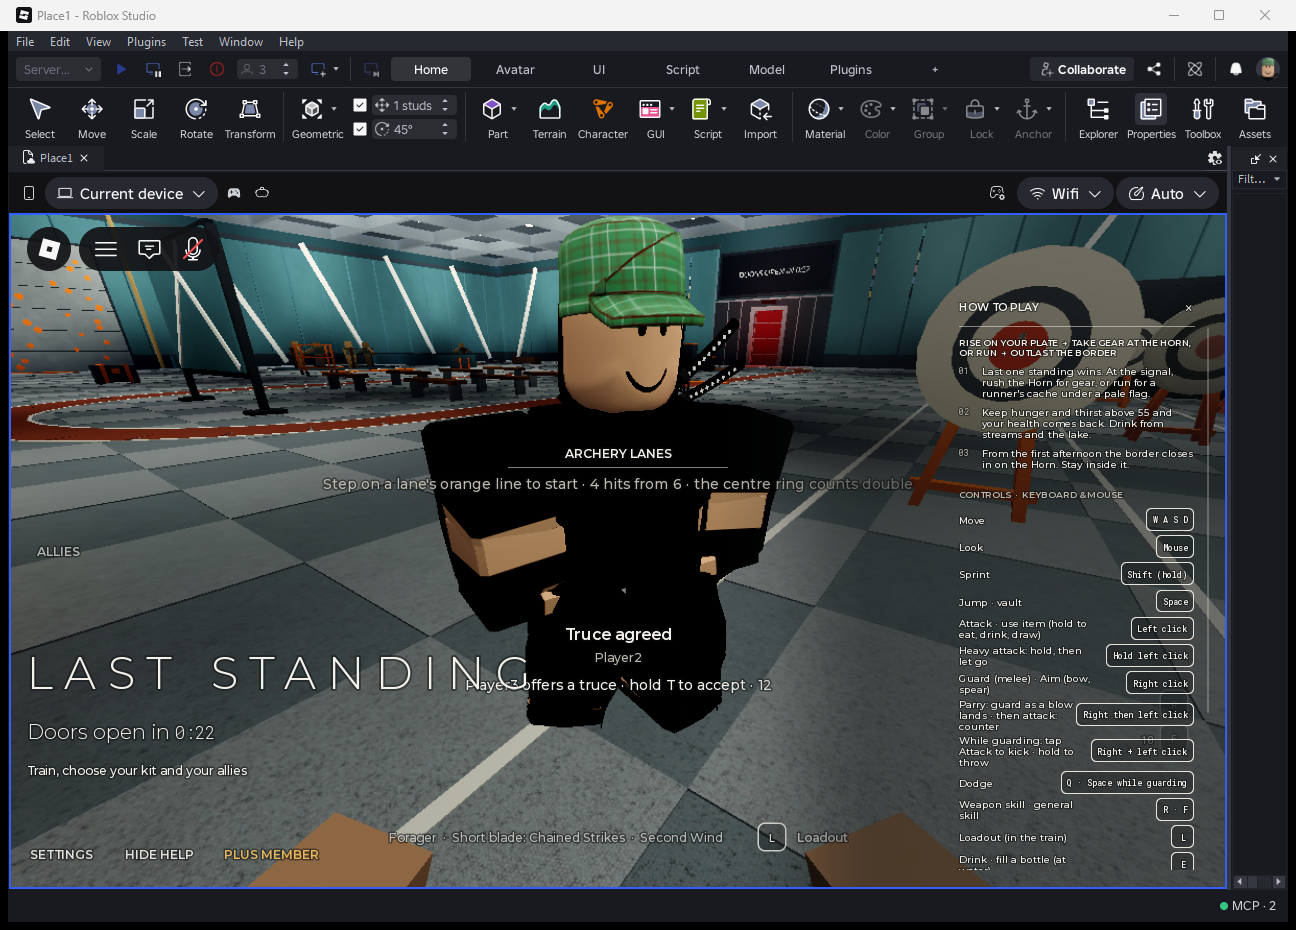 Place1 - Roblox Studio
File Edit View Plugins Test Window Help
Server... 3 Home Avatar UI Script Model Plugins + Collaborate
1 studs
45°
Select Move Scale Rotate Transform Geometric Part Terrain Character GUI Script Import Material Color Group Lock Anchor Explorer Properties Toolbox Assets
Place1
Filt...
Current device Wifi Auto
HOW TO PLAY ×
RISE ON YOUR PLATE → TAKE GEAR AT THE HORN,
OR RUN → OUTLAST THE BORDER
01 Last one standing wins. At the signal,
rush the Horn for gear, or run for a
runner's cache under a pale flag.
02 Keep hunger and thirst above 55 and
your health comes back. Drink from
streams and the lake.
03 From the first afternoon the border closes
in on the Horn. Stay inside it.
CONTROLS · KEYBOARD & MOUSE
Move W A S D
Look Mouse
Sprint Shift (hold)
Jump · vault Space
Attack · use item (hold to
eat, drink, draw) Left click
Heavy attack: hold, then
let go Hold left click
Guard (melee) · Aim (bow,
spear) Right click
Parry: guard as a blow
lands · then attack:
counter Right then left click
While guarding: tap
Attack to kick · hold to
throw Right + left click
Dodge Q · Space while guarding
Weapon skill · general
skill R · F
Loadout (in the train) L
Drink · fill a bottle (at
water) E
ARCHERY LANES
Step on a lane's orange line to start · 4 hits from 6 · the centre ring counts double
ALLIES
Truce agreed
Player2
Player3 offers a truce · hold T to accept · 12
LAST STANDING
Doors open in 0:22
Train, choose your kit and your allies
Forager · Short blade: Chained Strikes · Second Wind L Loadout
SETTINGS HIDE HELP PLUS MEMBER
MCP · 2